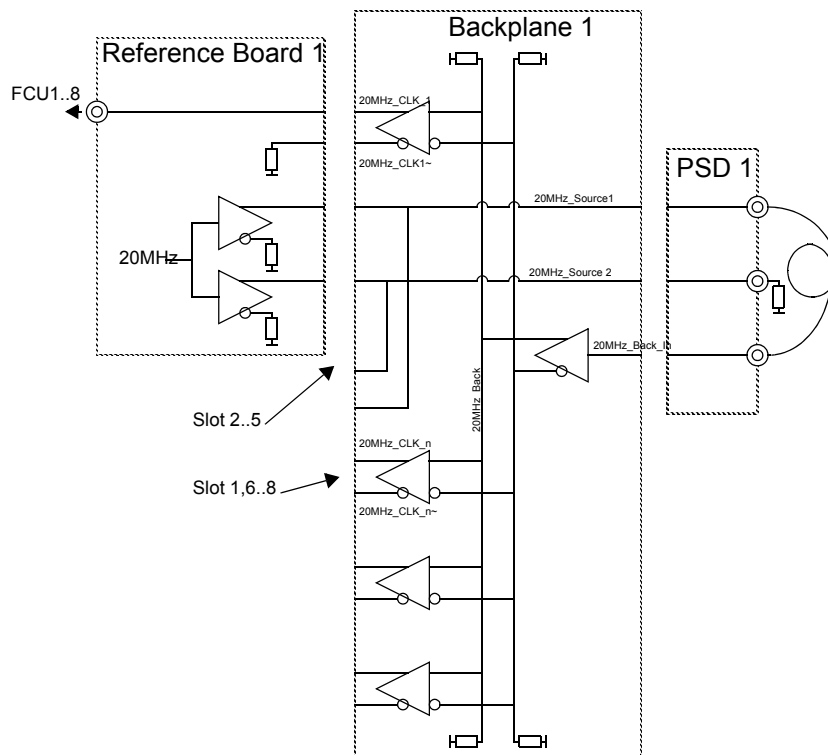 Backplane 1
Reference Board 1
FCU1..8
20MHz_CLK_1
20MHz_CLK1~
PSD 1
20MHz_Source1
20MHz
20MHz_Source 2
20MHz_Back_In
20MHz_Back
Slot 2..5
20MHz_CLK_n
Slot 1,6..8
20MHz_CLK_n~